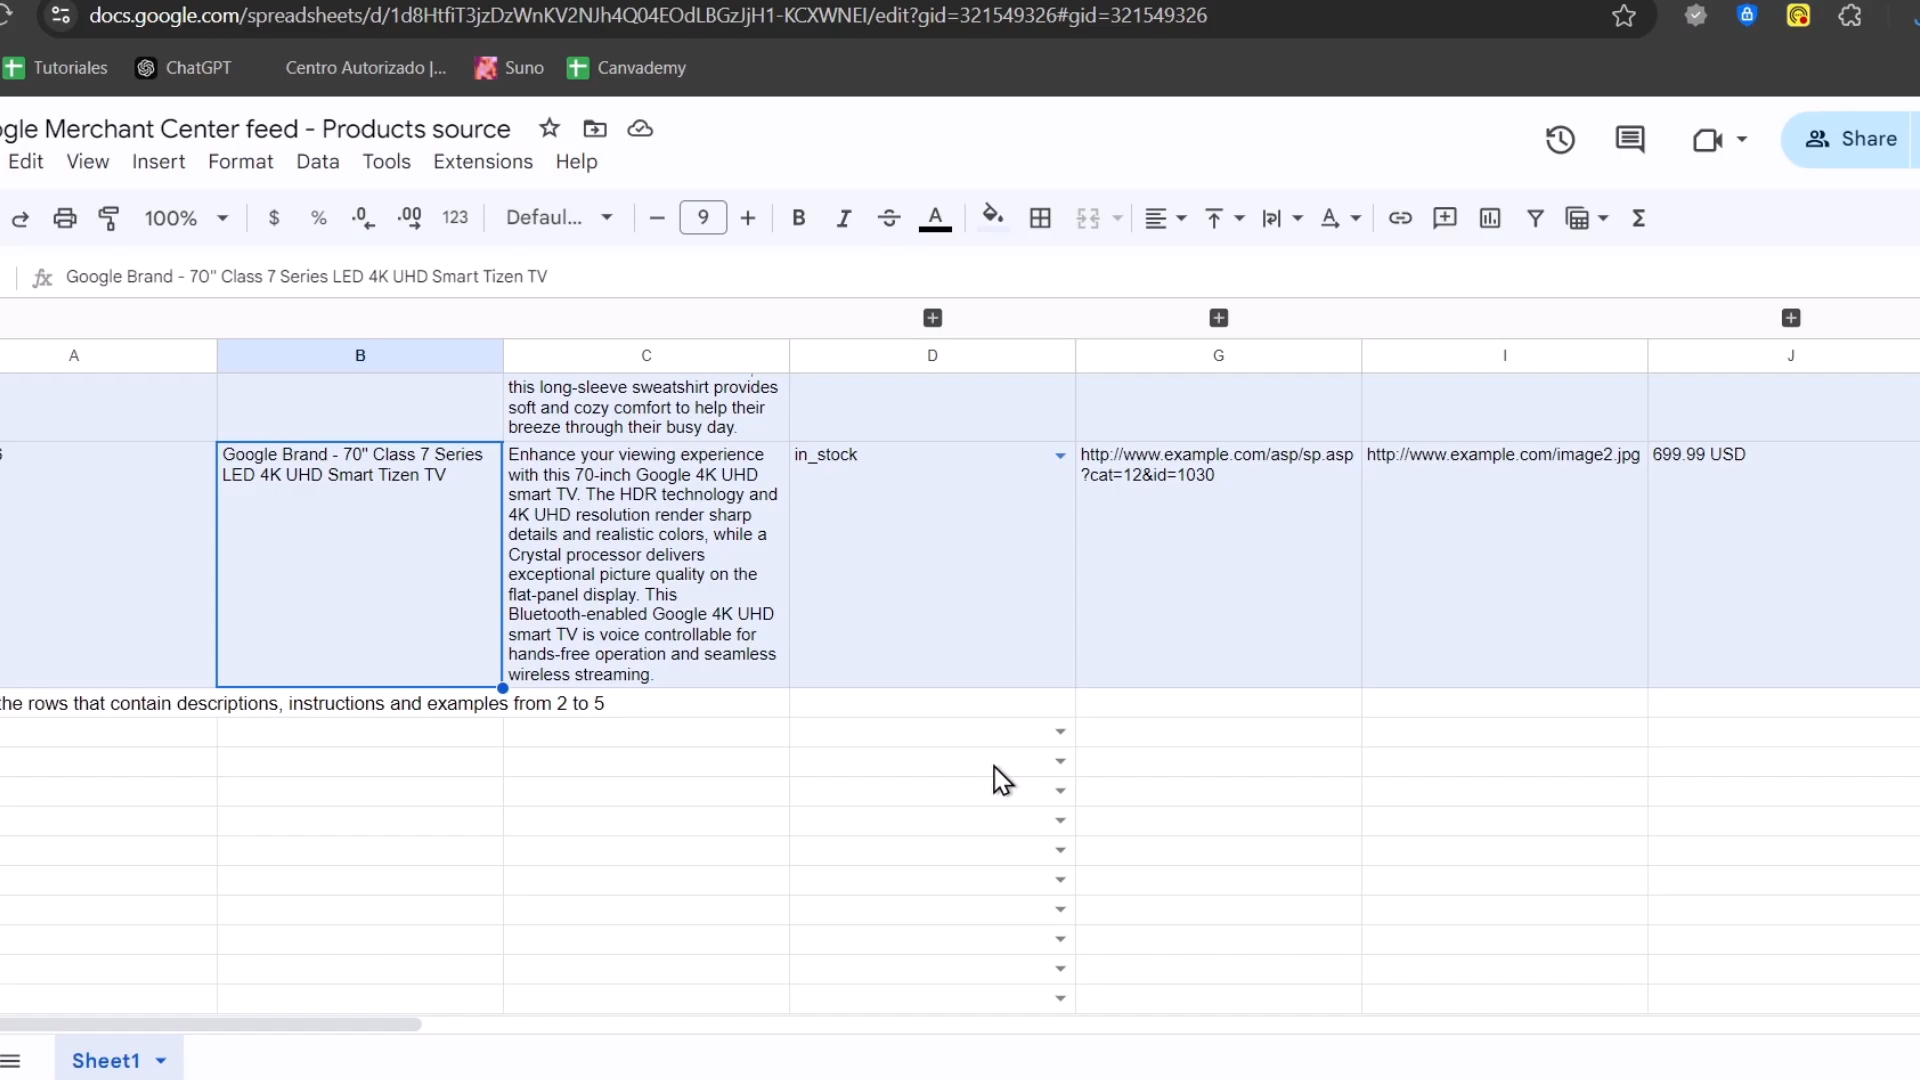 docs.google.com/spreadsheets/d/1d8HtfiT3jzDzWnKV2NJh4Q04EOdLBGzJjH1-KCXWNEI/edit?gid=321549326#gid=321549326
Tutoriales ChatGPT Centro Autorizado |... Suno Canvademy
ogle Merchant Center feed - Products source
Edit View Insert Format Data Tools Extensions Help
Share
100% $ % .0 .00 123 Defaul... 9 B I A
fx Google Brand - 70" Class 7 Series LED 4K UHD Smart Tizen TV
A B C D G I J
this long-sleeve sweatshirt provides
soft and cozy comfort to help their
breeze through their busy day.
Google Brand - 70" Class 7 Series
LED 4K UHD Smart Tizen TV
Enhance your viewing experience
with this 70-inch Google 4K UHD
smart TV. The HDR technology and
4K UHD resolution render sharp
details and realistic colors, while a
Crystal processor delivers
exceptional picture quality on the
flat-panel display. This
Bluetooth-enabled Google 4K UHD
smart TV is voice controllable for
hands-free operation and seamless
wireless streaming.
in_stock
http://www.example.com/asp/sp.asp
?cat=12&id=1030
http://www.example.com/image2.jpg
699.99 USD
the rows that contain descriptions, instructions and examples from 2 to 5
Sheet1